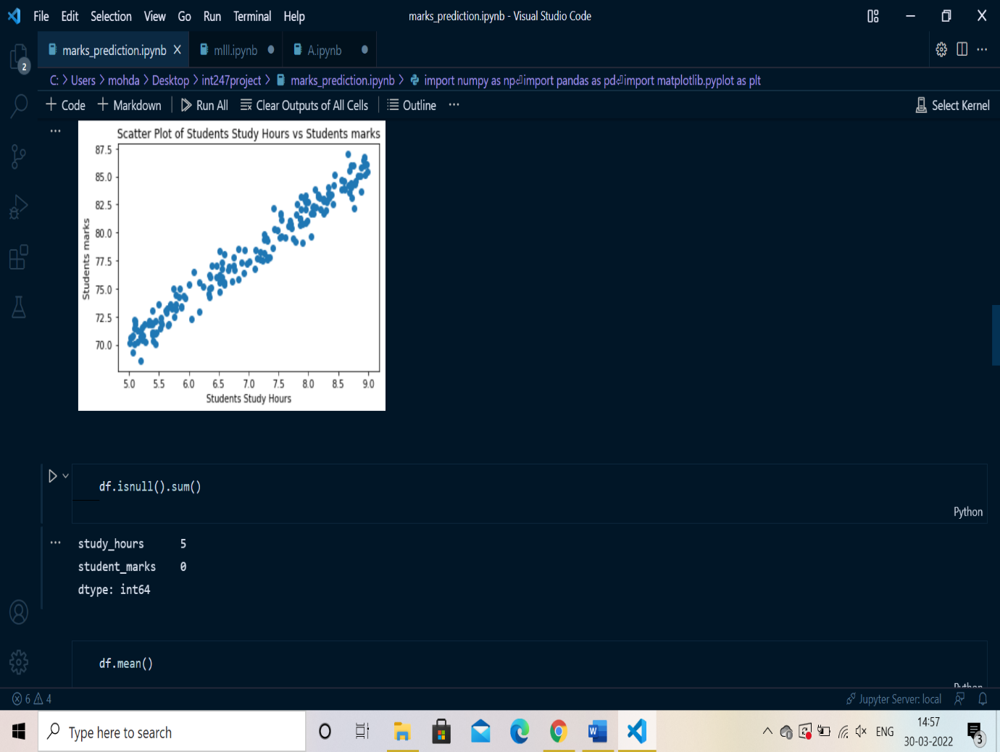 File Edit Selection View Go Run Terminal Help marks_prediction.ipynb - Visual Studio Code
marks_prediction.ipynb mlll.ipynb A.ipynb
2
C: > Users > mohda > Desktop > int247project > marks_prediction.ipynb > import numpy as np⏎import pandas as pd⏎import matplotlib.pyplot as plt
+ Code + Markdown Run All Clear Outputs of All Cells Outline ... Select Kernel
Scatter Plot of Students Study Hours vs Students marks
87.5
85.0
82.5
80.0
77.5
75.0
72.5
70.0
Students marks
5.0 5.5 6.0 6.5 7.0 7.5 8.0 8.5 9.0
Students Study Hours
df.isnull().sum()
Python
study_hours 5
student_marks 0
dtype: int64
df.mean()
Python
6 4 Jupyter Server: local
Type here to search ENG 14:57
30-03-2022 3